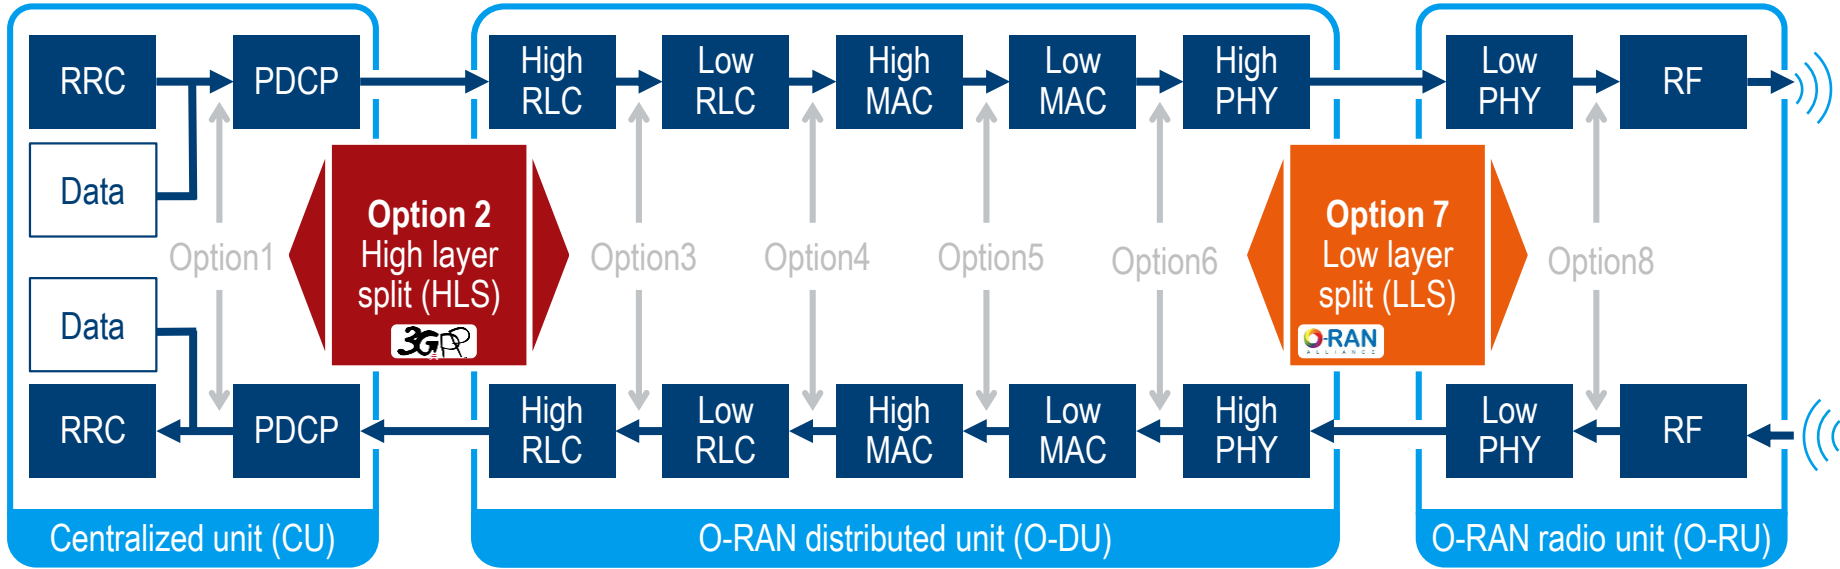 RRC
PDCP
High
RLC
Low
RLC
High
MAC
Low
MAC
High
PHY
Low
PHY
RF
Data
Option1
Option 2
High layer
split (HLS)
3GPP
Option3
Option4
Option5
Option6
Option 7
Low layer
split (LLS)
O-RAN
ALLIANCE
Option8
Data
RRC
PDCP
High
RLC
Low
RLC
High
MAC
Low
MAC
High
PHY
Low
PHY
RF
Centralized unit (CU)
O-RAN distributed unit (O-DU)
O-RAN radio unit (O-RU)